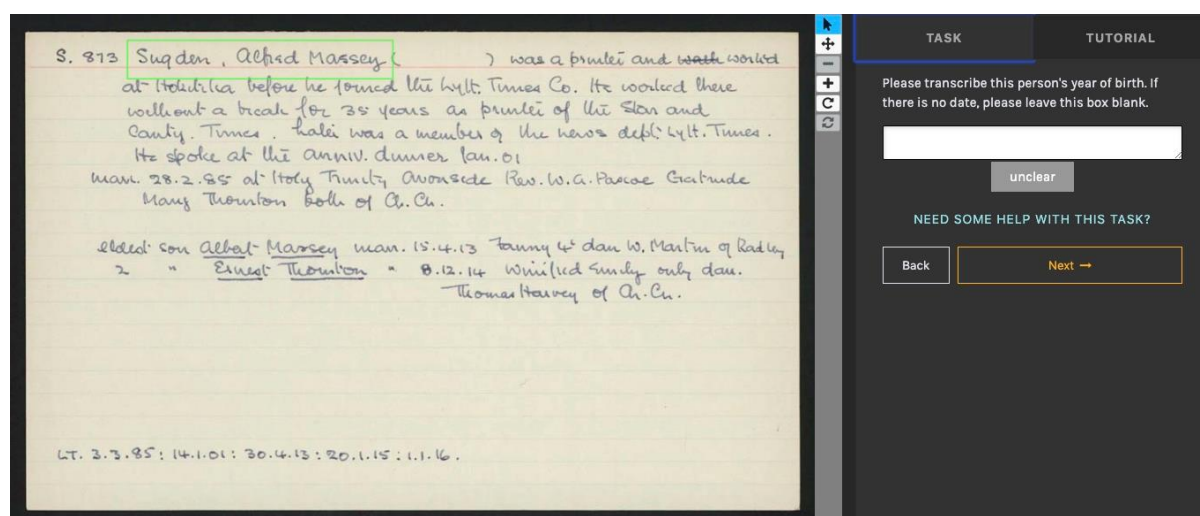 S. 873 Sugden, Alfred Massey ( ) was a printer and worked
at Hokitika before he joined the Lytt. Times Co. He worked there
without a break for 35 years as printer of the Star and
Canty. Times. Later was a member of the news dept. Lytt. Times.
He spoke at the anniv. dinner Jan. 01
marr. 28.2.85 at Holy Trinity Avonside Rev. W.A. Pascoe Gertrude
Mary Thornton both of Ch. Ch.
eldest son Albert Massey marr. 15.4.13 Fanny 4th dau W. Martin of Radley
2 " Ernest Thornton " 8.12.14 Winifred Emily only dau.
Thomas Harvey of Ch. Ch.
LT. 3.3.85: 14.1.01: 30.4.13: 20.1.15: 1.1.16.
TASK
TUTORIAL
Please transcribe this person's year of birth. If
there is no date, please leave this box blank.
unclear
NEED SOME HELP WITH THIS TASK?
Back
Next →